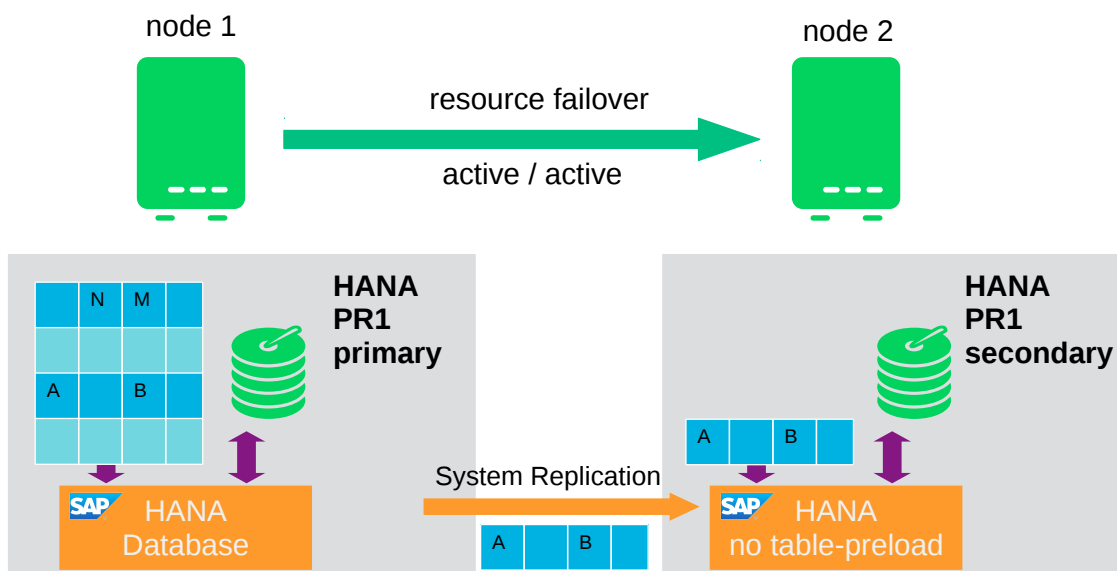 node 1
node 2
resource failover
active / active
N M
A B
HANA
PR1
primary
HANA
PR1
secondary
A B
System Replication
SAP
HANA
Database
A B
SAP
HANA
no table-preload